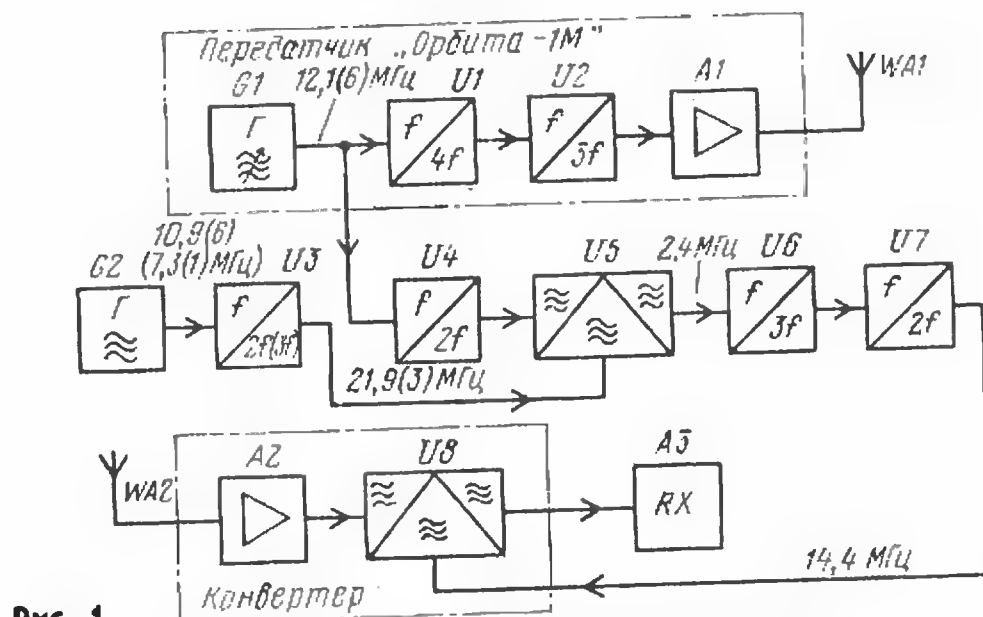 Передатчик „Орбита-1М"
G1 12,1(6) МГц U1 U2 A1 WA1
Г f 4f f 3f
10,9(6)
G2 (7,3(1) МГц) U3 U4 U5 2,4 МГц U6 U7
Г f 2f(3f) f 2f f 3f f 2f
21,9(3) МГц
WA2 A2 U8 A3
RX
14,4 МГц
Конвертер
Рис. 1